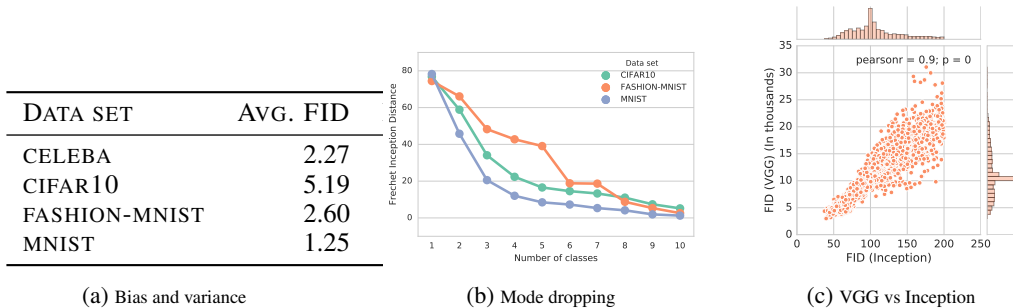 DATA SET AVG. FID
CELEBA 2.27
CIFAR10 5.19
FASHION-MNIST 2.60
MNIST 1.25
(a) Bias and variance
Frechet Inception Distance
80
60
40
20
0
Data set
CIFAR10
FASHION-MNIST
MNIST
1 2 3 4 5 6 7 8 9 10
Number of classes
(b) Mode dropping
FID (VGG) (In thousands)
35
30
25
20
15
10
5
0
pearsonr = 0.9; p = 0
0 50 100 150 200 250
FID (Inception)
(c) VGG vs Inception